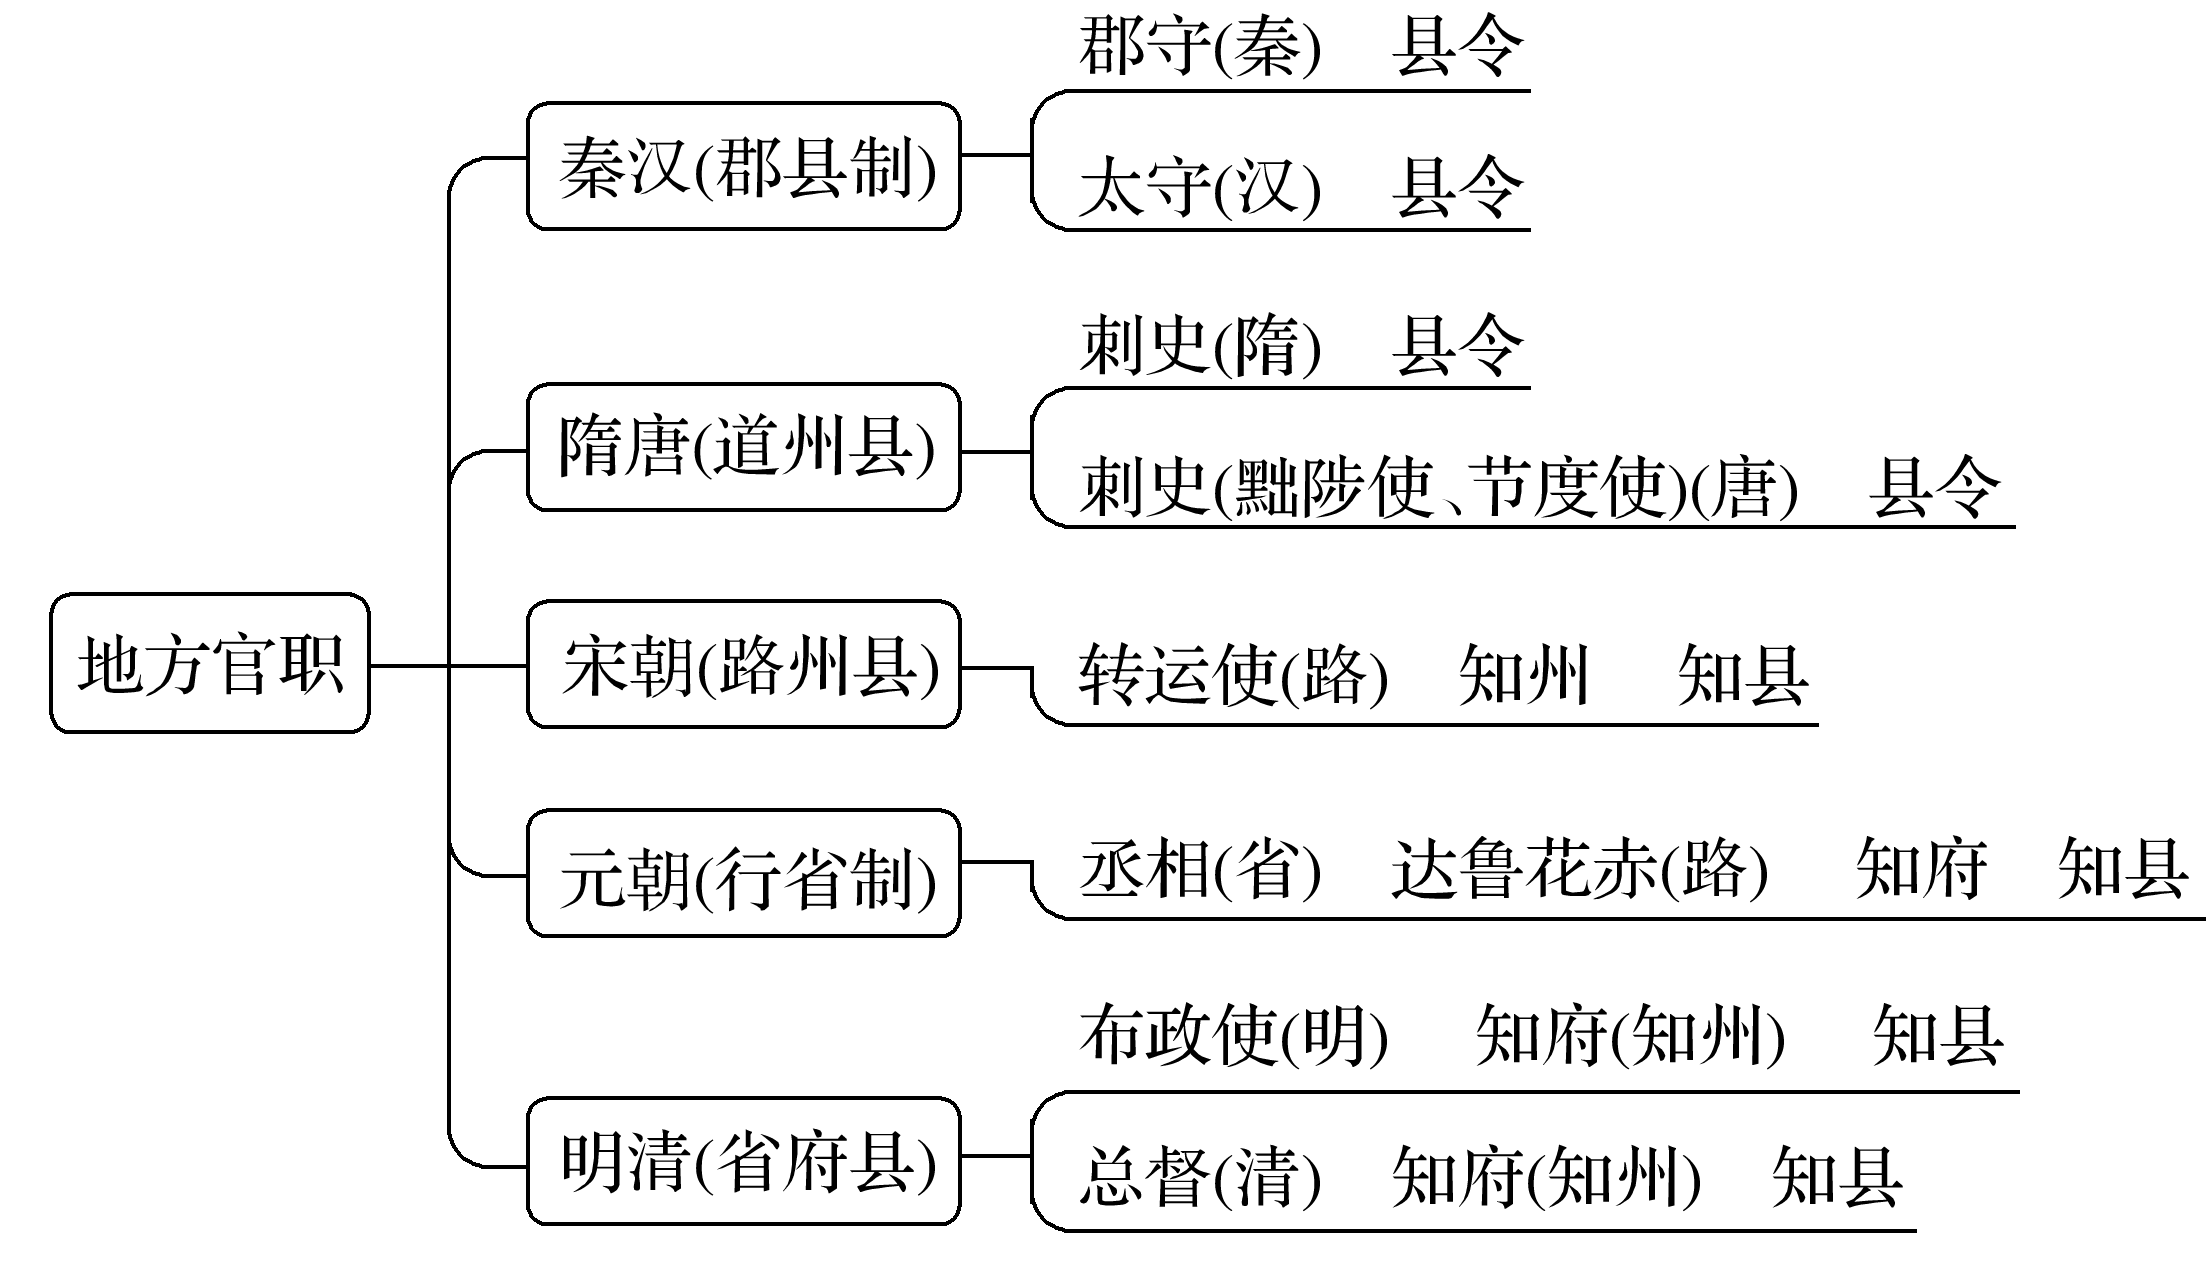 地方官职
秦汉(郡县制)
郡守(秦) 县令
太守(汉) 县令
隋唐(道州县)
刺史(隋) 县令
刺史(黜陟使、节度使)(唐) 县令
宋朝(路州县)
转运使(路) 知州 知县
元朝(行省制)
丞相(省) 达鲁花赤(路) 知府 知县
明清(省府县)
布政使(明) 知府(知州) 知县
总督(清) 知府(知州) 知县